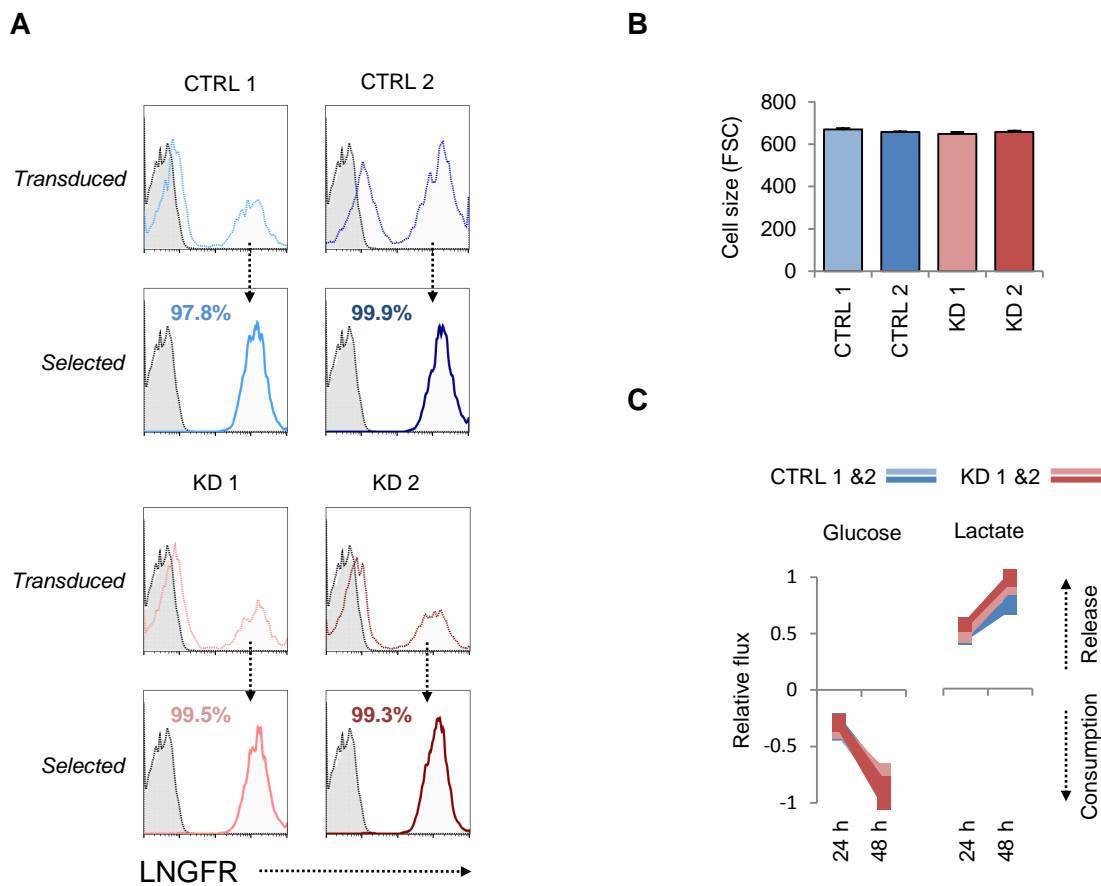 A
CTRL 1
CTRL 2
Transduced
97.8%
99.9%
Selected
KD 1
KD 2
Transduced
99.5%
99.3%
Selected
LNGFR
B
Cell size (FSC)
800
600
400
200
0
CTRL 1
CTRL 2
KD 1
KD 2
C
CTRL 1 &2
KD 1 &2
Glucose
Lactate
Relative flux
1
0.5
0
-0.5
-1
24 h
48 h
24 h
48 h
Release
Consumption